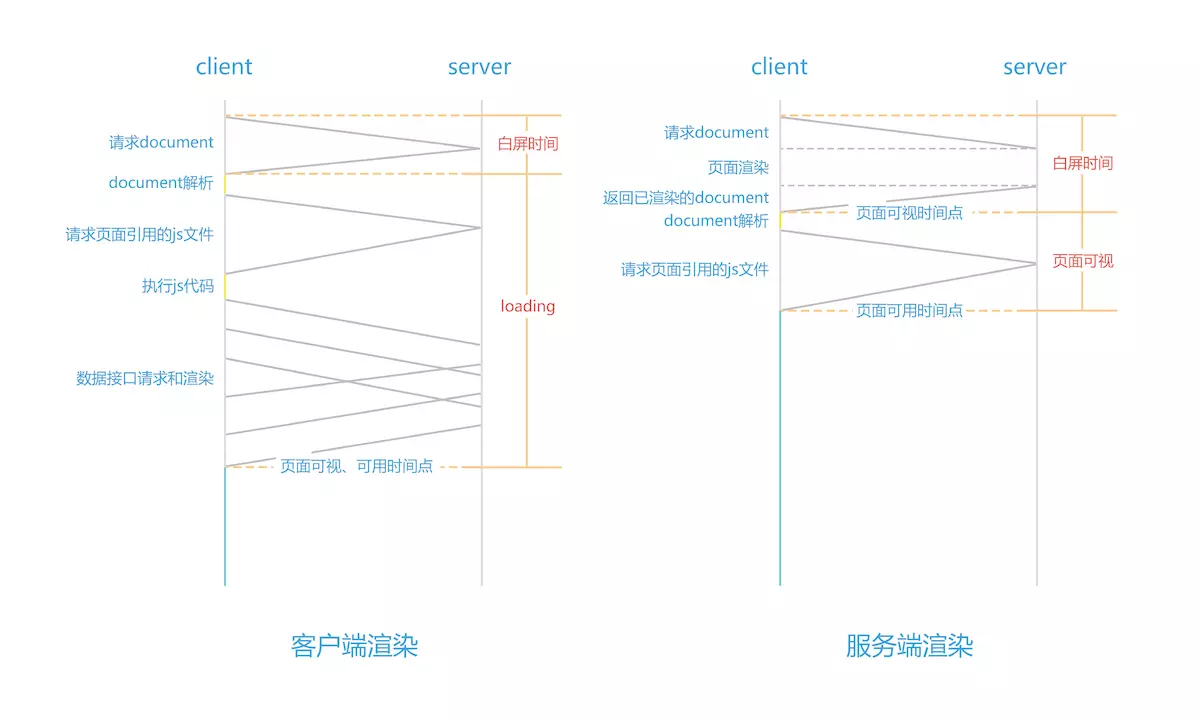 client
server
请求document
白屏时间
document解析
请求页面引用的js文件
执行js代码
loading
数据接口请求和渲染
页面可视、可用时间点
客户端渲染
client
server
请求document
白屏时间
页面渲染
返回已渲染的document
页面可视时间点
document解析
页面可视
请求页面引用的js文件
页面可用时间点
服务端渲染